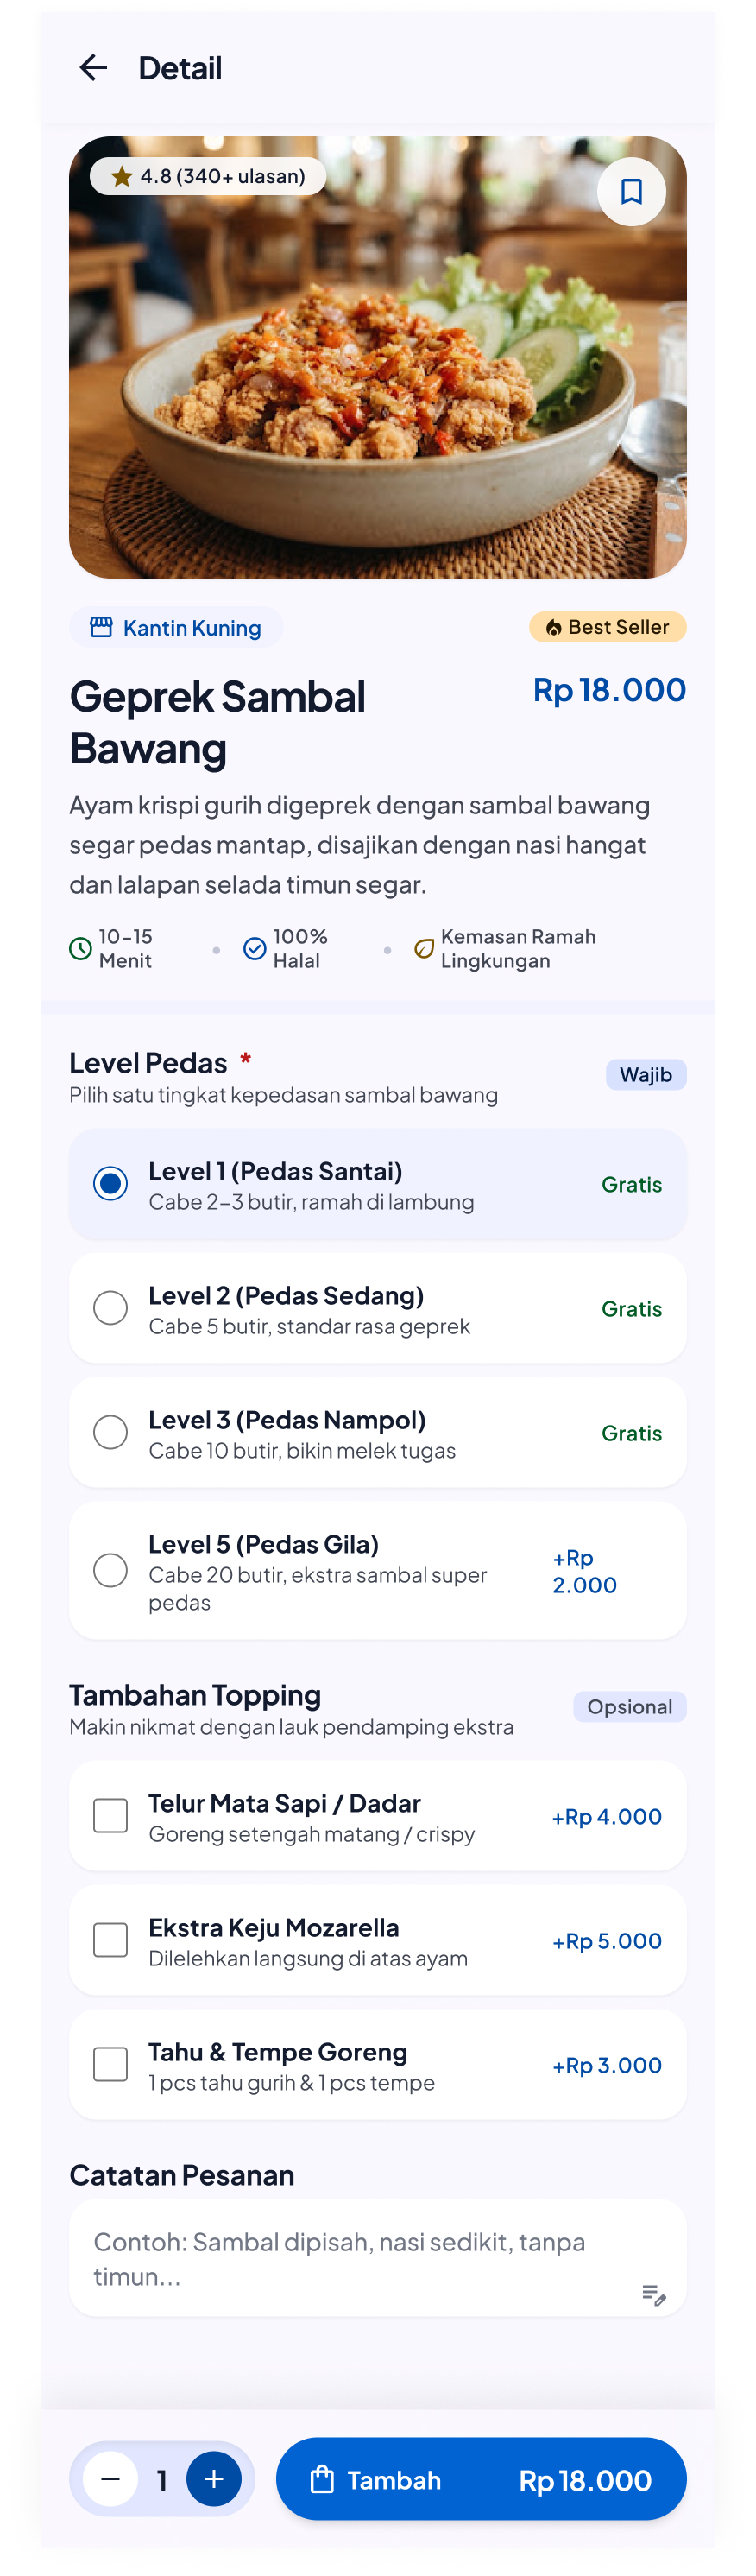 Detail
4.8 (340+ ulasan)
Kantin Kuning
Best Seller
Geprek Sambal
Bawang
Rp 18.000
Ayam krispi gurih digeprek dengan sambal bawang
segar pedas mantap, disajikan dengan nasi hangat
dan lalapan selada timun segar.
10–15
Menit
100%
Halal
Kemasan Ramah
Lingkungan
Level Pedas *
Pilih satu tingkat kepedasan sambal bawang
Wajib
Level 1 (Pedas Santai)
Cabe 2–3 butir, ramah di lambung
Gratis
Level 2 (Pedas Sedang)
Cabe 5 butir, standar rasa geprek
Gratis
Level 3 (Pedas Nampol)
Cabe 10 butir, bikin melek tugas
Gratis
Level 5 (Pedas Gila)
Cabe 20 butir, ekstra sambal super
pedas
+Rp
2.000
Tambahan Topping
Makin nikmat dengan lauk pendamping ekstra
Opsional
Telur Mata Sapi / Dadar
Goreng setengah matang / crispy
+Rp 4.000
Ekstra Keju Mozarella
Dilelehkan langsung di atas ayam
+Rp 5.000
Tahu & Tempe Goreng
1 pcs tahu gurih & 1 pcs tempe
+Rp 3.000
Catatan Pesanan
Contoh: Sambal dipisah, nasi sedikit, tanpa
timun...
1
Tambah
Rp 18.000